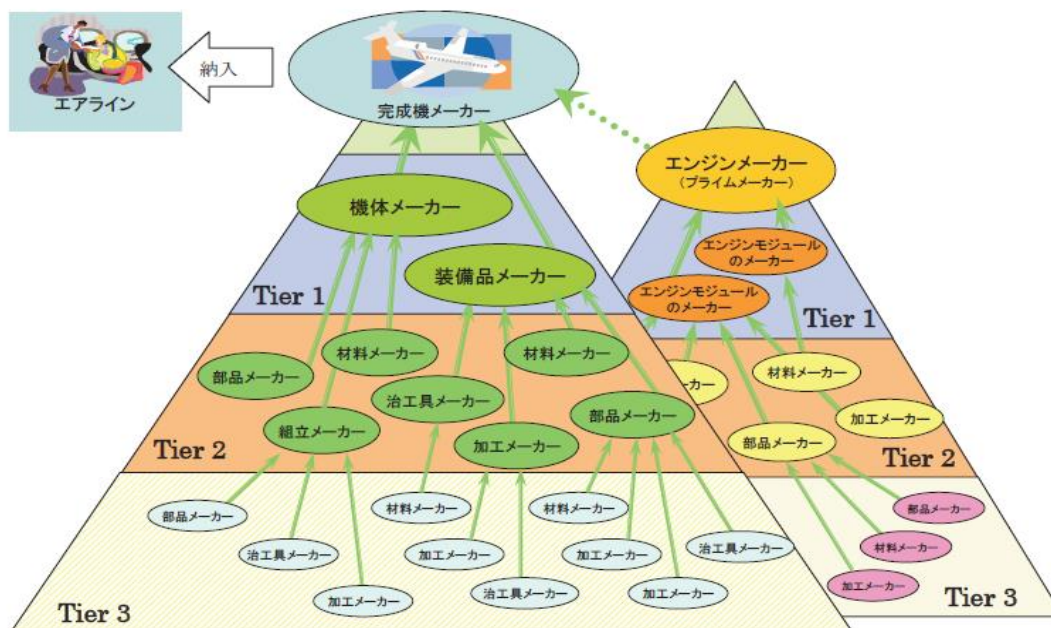 エアライン
納入
完成機メーカー
エンジンメーカー
(プライムメーカー)
機体メーカー
エンジンモジュール
のメーカー
装備品メーカー
エンジンモジュール
のメーカー
Tier 1
Tier 1
材料メーカー
材料メーカー
部品メーカー
ーカー
材料メーカー
治工具メーカー
組立メーカー
部品メーカー
加工メーカー
加工メーカー
部品メーカー
Tier 2
Tier 2
部品メーカー
材料メーカー
材料メーカー
部品メーカー
治工具メーカー
加工メーカー
加工メーカー
治工具メーカー
材料メーカー
加工メーカー
治工具メーカー
加工メーカー
加工メーカー
Tier 3
Tier 3